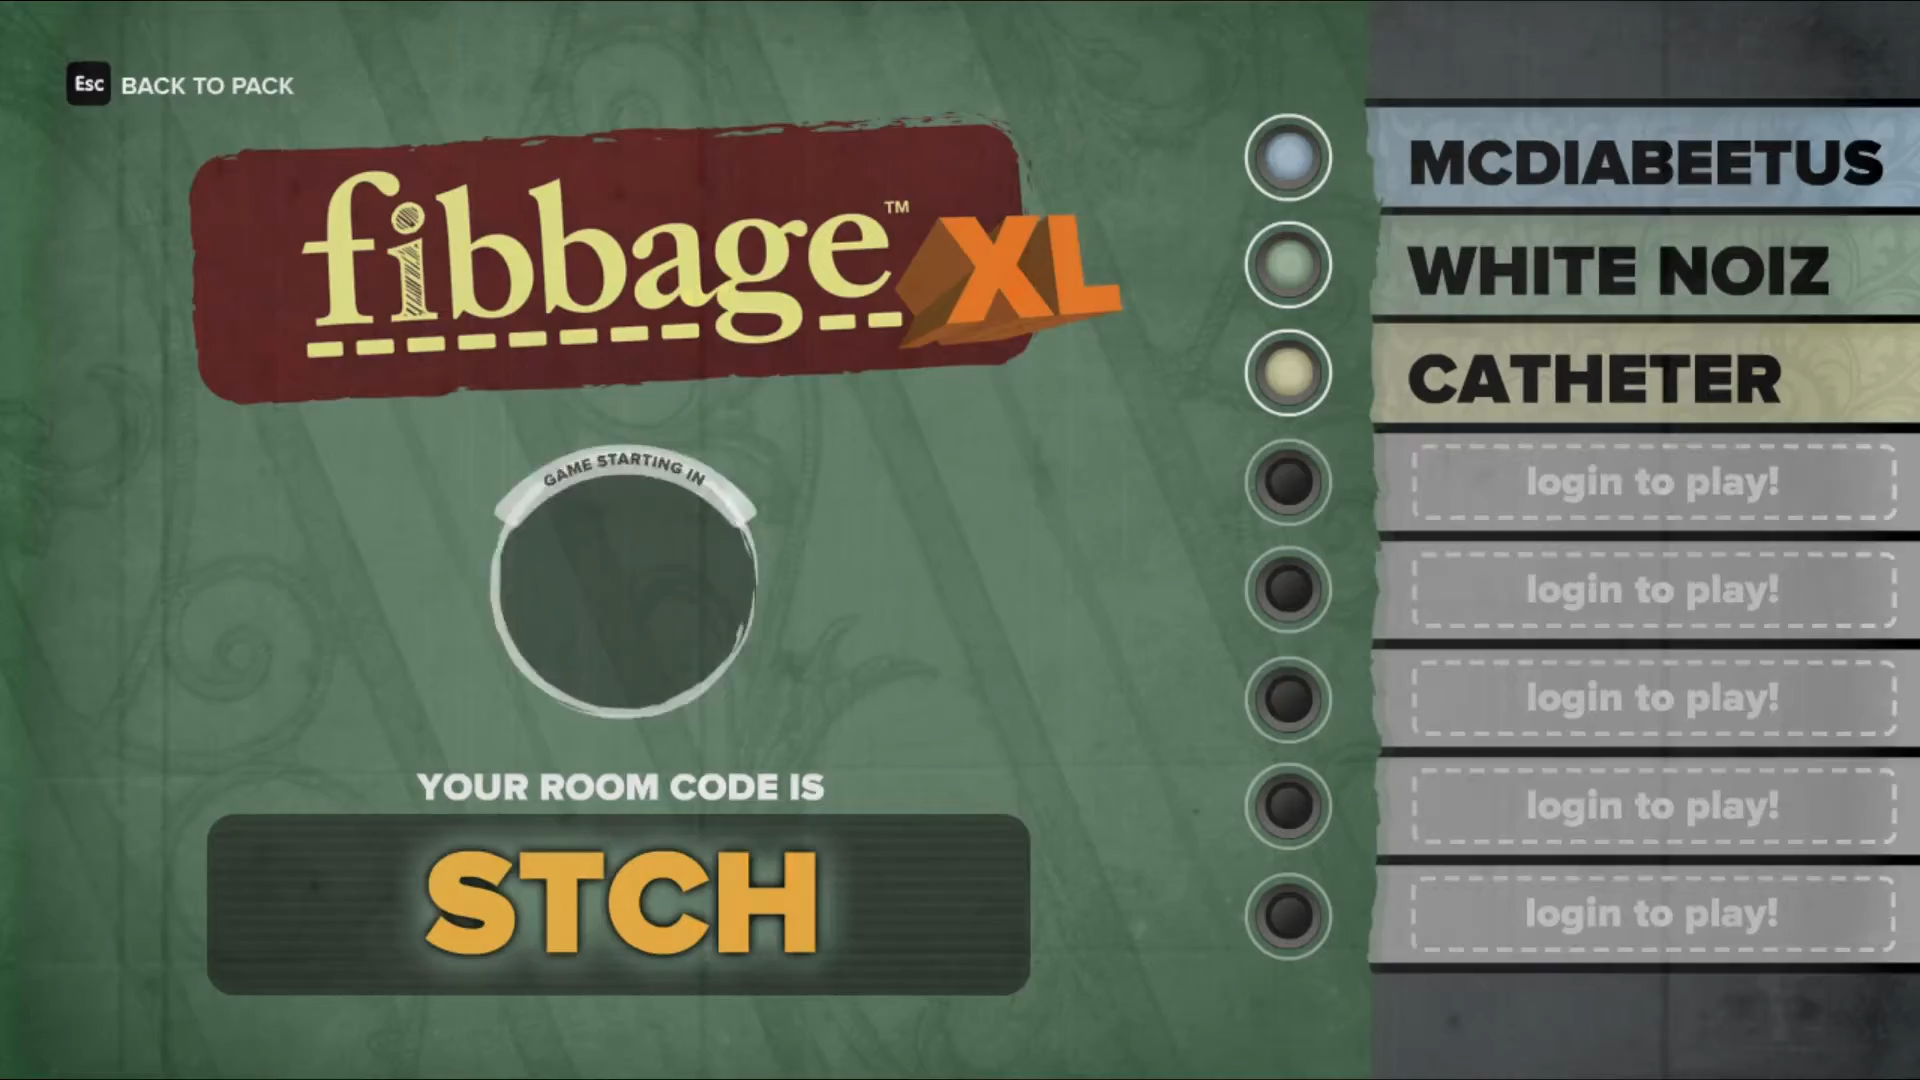 Esc BACK TO PACK
fibbage™ XL
GAME STARTING IN
YOUR ROOM CODE IS
STCH
MCDIABEETUS
WHITE NOIZ
CATHETER
login to play!
login to play!
login to play!
login to play!
login to play!